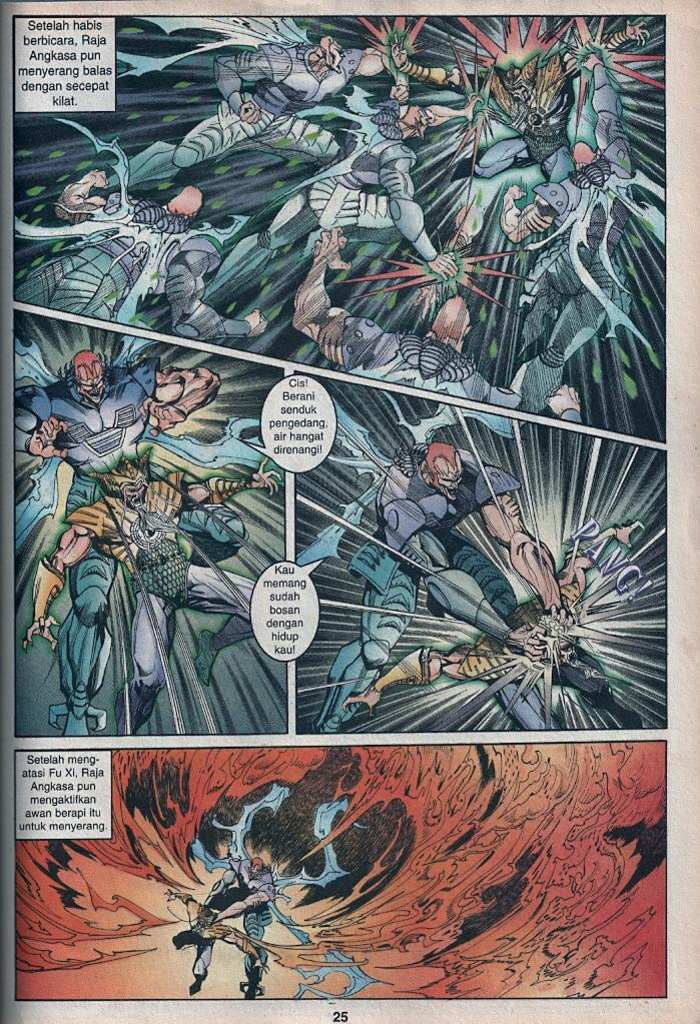 Setelah habis
berbicara, Raja
Angkasa pun
menyerang balas
dengan secepat
kilat.
Cis!
Berani
senduk
pengedang,
air hangat
direnangi!
Kau
memang
sudah
bosan
dengan
hidup
kau!
BANG!
Setelah meng-
atasi Fu Xi, Raja
Angkasa pun
mengaktifkan
awan berapi itu
untuk menyerang.
25